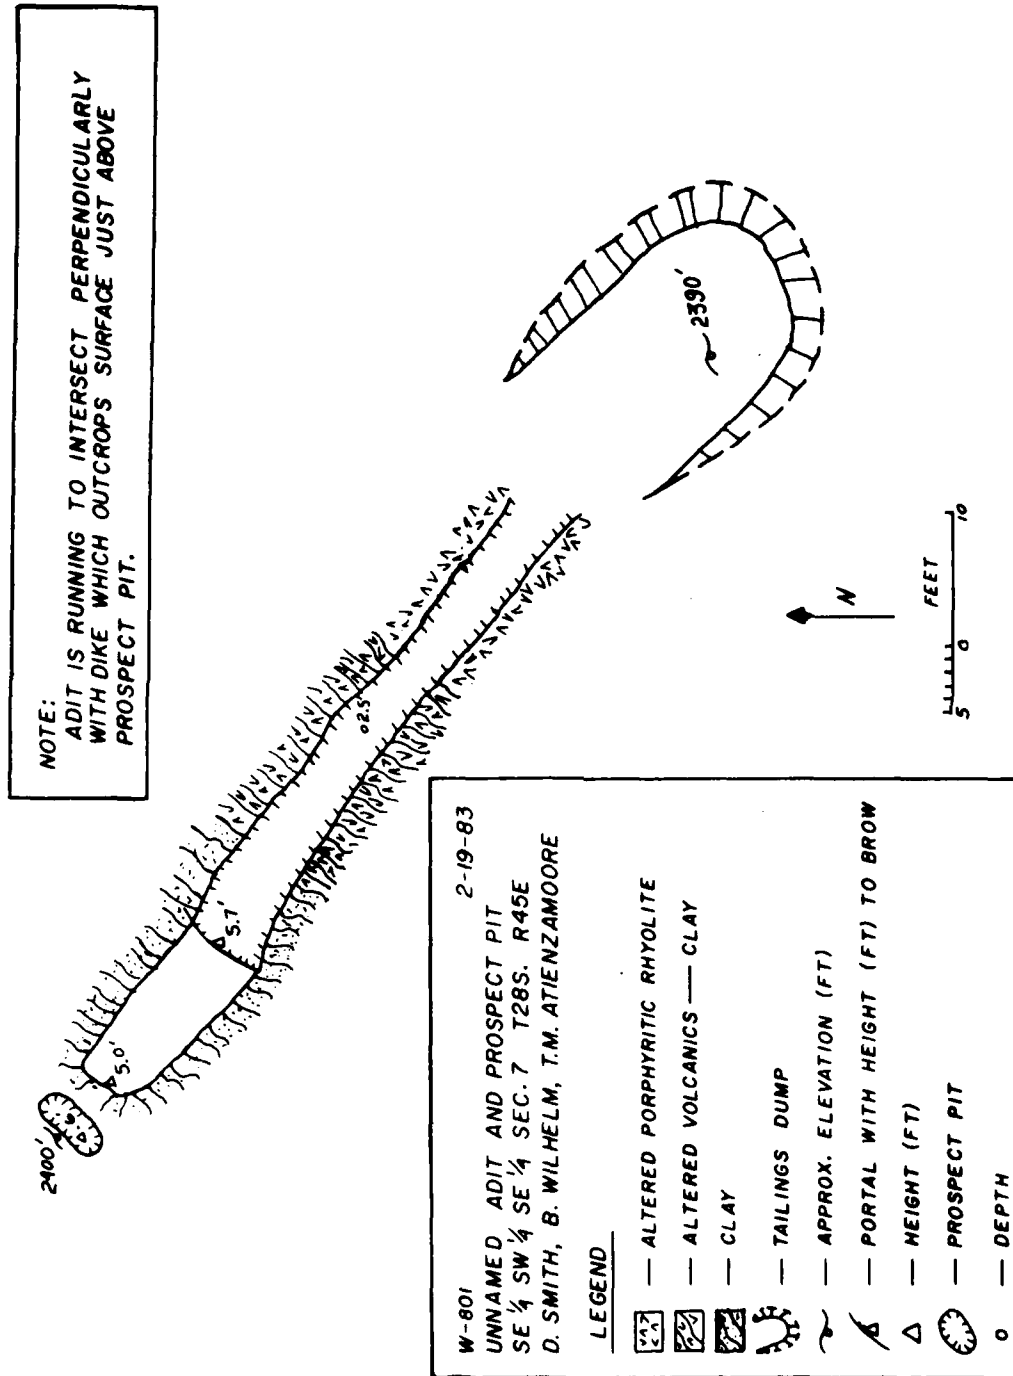 NOTE:
ADIT IS RUNNING TO INTERSECT PERPENDICULARLY
WITH DIKE WHICH OUTCROPS SURFACE JUST ABOVE
PROSPECT PIT.
2400'
5.0'
5.7'
2.5'
2390'
N
FEET
5 0 10
W-801 2-19-83
UNNAMED ADIT AND PROSPECT PIT
SE ¼ SW ¼ SE ¼ SEC. 7 T28S. R45E
D. SMITH, B. WILHELM, T.M. ATIENZAMOORE
LEGEND
— ALTERED PORPHYRITIC RHYOLITE
— ALTERED VOLCANICS — CLAY
— CLAY
— TAILINGS DUMP
— APPROX. ELEVATION (FT)
— PORTAL WITH HEIGHT (FT) TO BROW
— HEIGHT (FT)
— PROSPECT PIT
— DEPTH